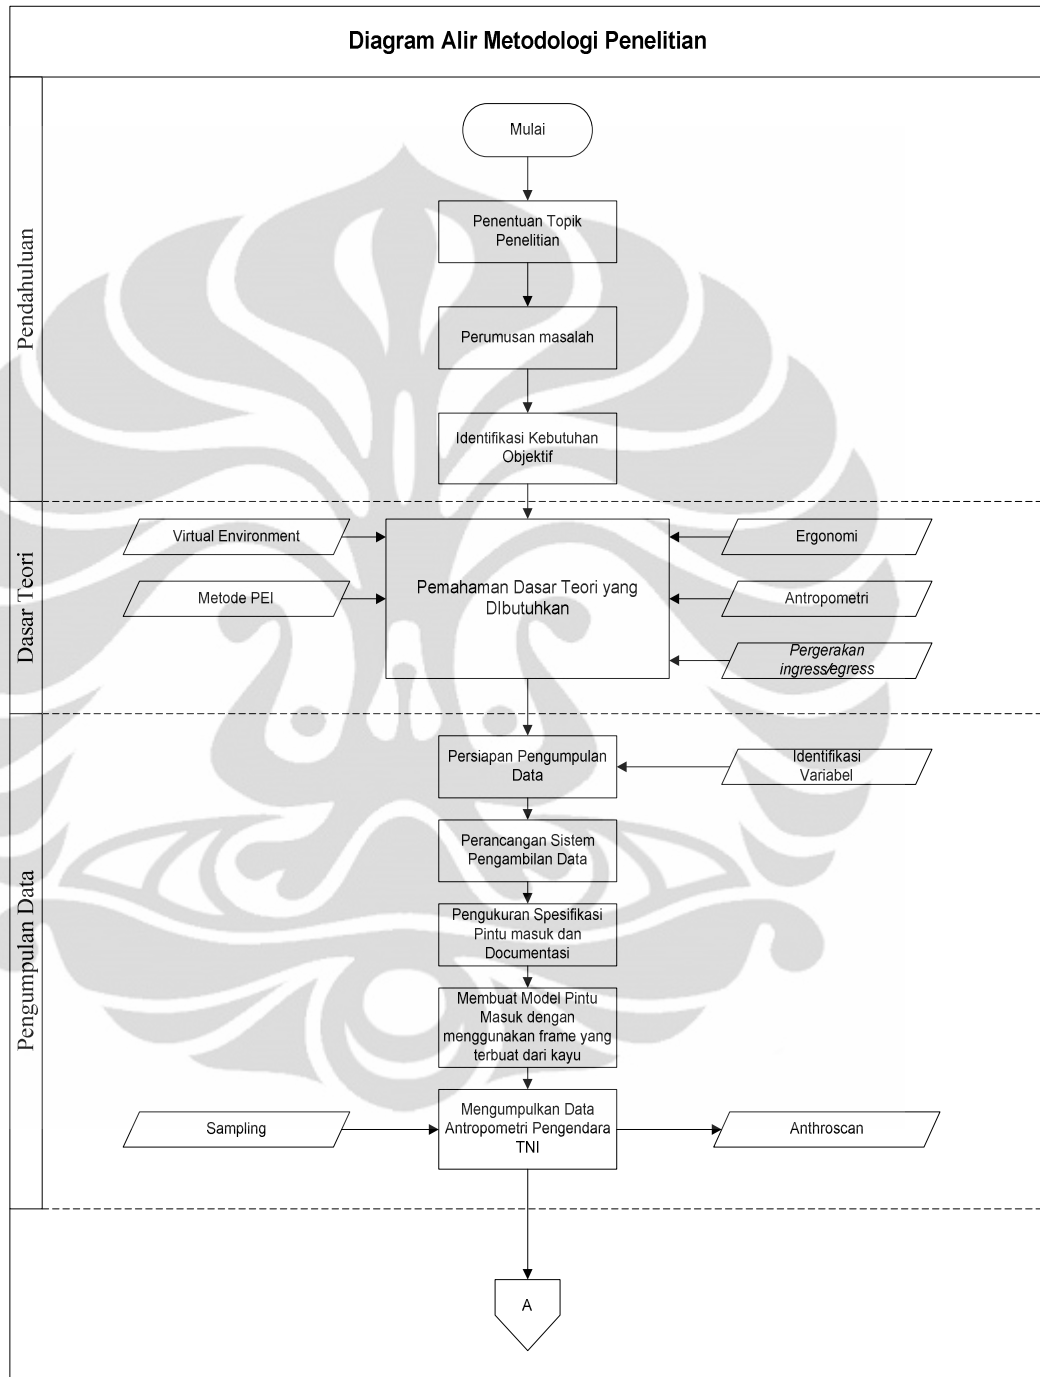 Diagram Alir Metodologi Penelitian
Pendahuluan
Mulai
Penentuan Topik
Penelitian
Perumusan masalah
Identifikasi Kebutuhan
Objektif
Dasar Teori
Virtual Environment
Metode PEI
Pemahaman Dasar Teori yang
DIbutuhkan
Ergonomi
Antropometri
Pergerakan
ingress/egress
Pengumpulan Data
Persiapan Pengumpulan
Data
Identifikasi
Variabel
Perancangan Sistem
Pengambilan Data
Pengukuran Spesifikasi
Pintu masuk dan
Documentasi
Membuat Model Pintu
Masuk dengan
menggunakan frame yang
terbuat dari kayu
Sampling
Mengumpulkan Data
Antropometri Pengendara
TNI
Anthroscan
A